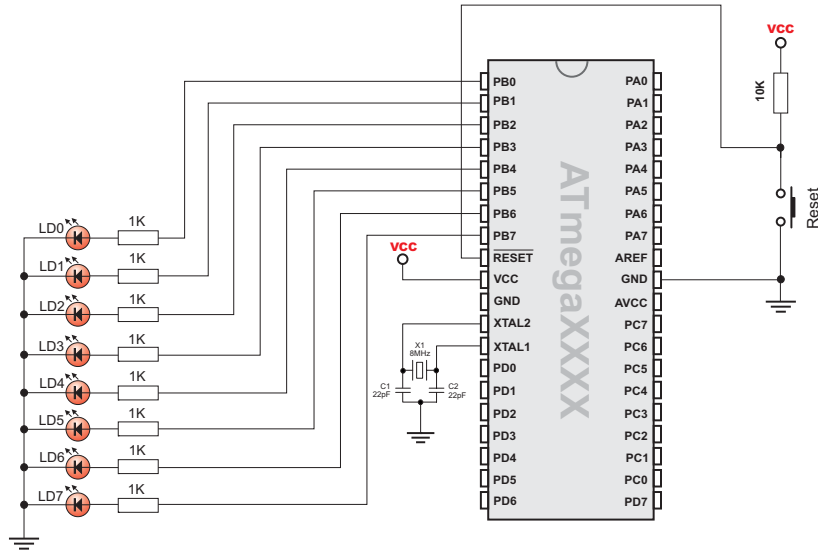 VCC
10K
Reset
ATmegaXXXX
PB0
PB1
PB2
PB3
PB4
PB5
PB6
PB7
RESET
VCC
GND
XTAL2
XTAL1
PD0
PD1
PD2
PD3
PD4
PD5
PD6
PA0
PA1
PA2
PA3
PA4
PA5
PA6
PA7
AREF
GND
AVCC
PC7
PC6
PC5
PC4
PC3
PC2
PC1
PC0
PD7
VCC
X1
8MHz
C1
22pF
C2
22pF
LD0 1K
LD1 1K
LD2 1K
LD3 1K
LD4 1K
LD5 1K
LD6 1K
LD7 1K